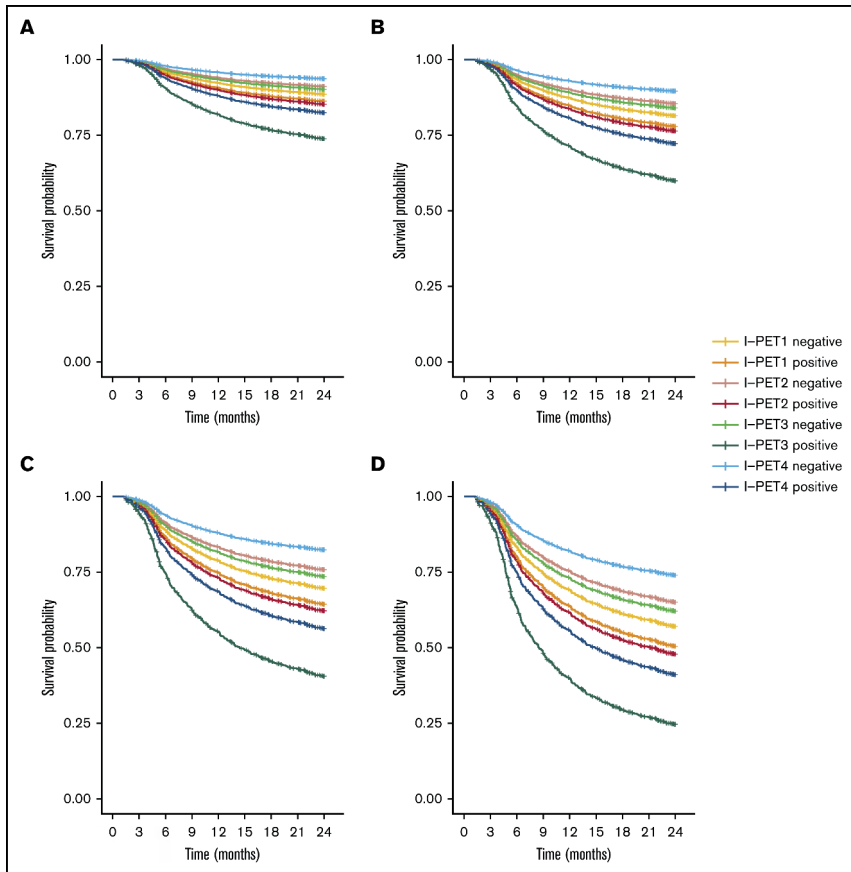 A
1.00
0.75
0.50
0.25
0.00
Survival probability
0 3 6 9 12 15 18 21 24
Time (months)
B
1.00
0.75
0.50
0.25
0.00
Survival probability
0 3 6 9 12 15 18 21 24
Time (months)
I–PET1 negative
I–PET1 positive
I–PET2 negative
I–PET2 positive
I–PET3 negative
I–PET3 positive
I–PET4 negative
I–PET4 positive
C
1.00
0.75
0.50
0.25
0.00
Survival probability
0 3 6 9 12 15 18 21 24
Time (months)
D
1.00
0.75
0.50
0.25
0.00
Survival probability
0 3 6 9 12 15 18 21 24
Time (months)